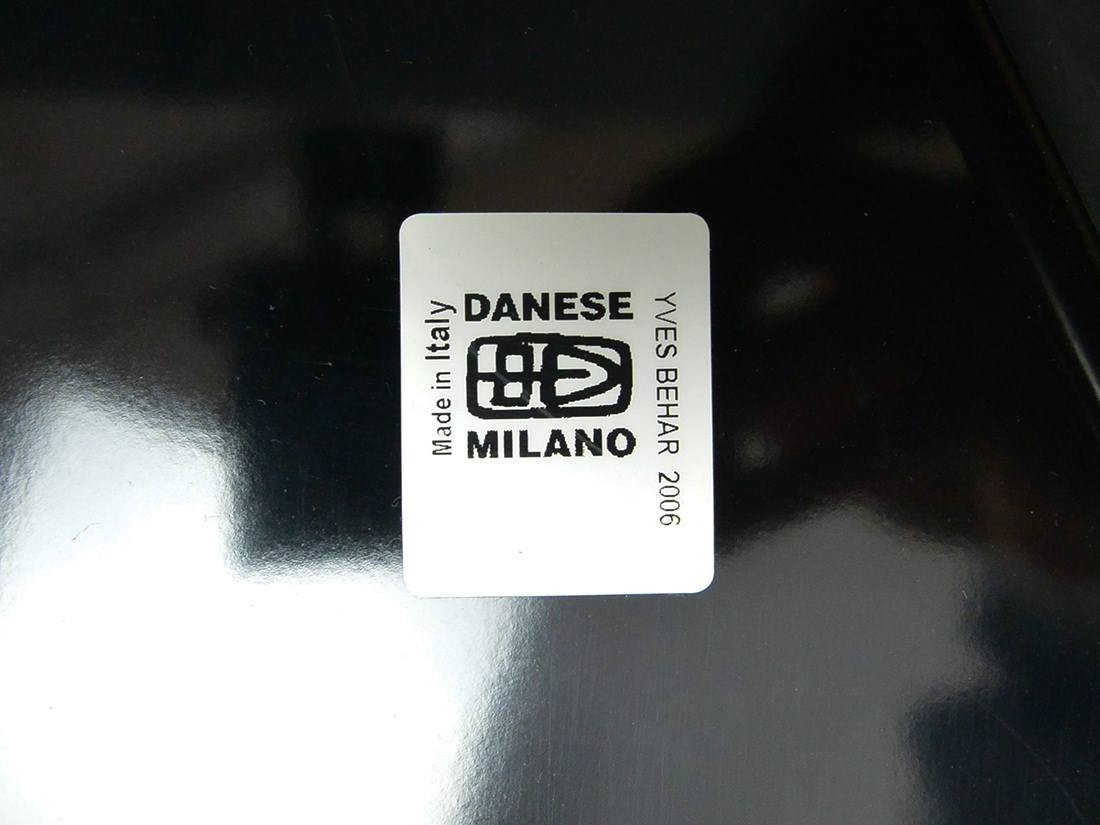 Made in Italy
DANESE
MILANO
YVES BEHAR 2006